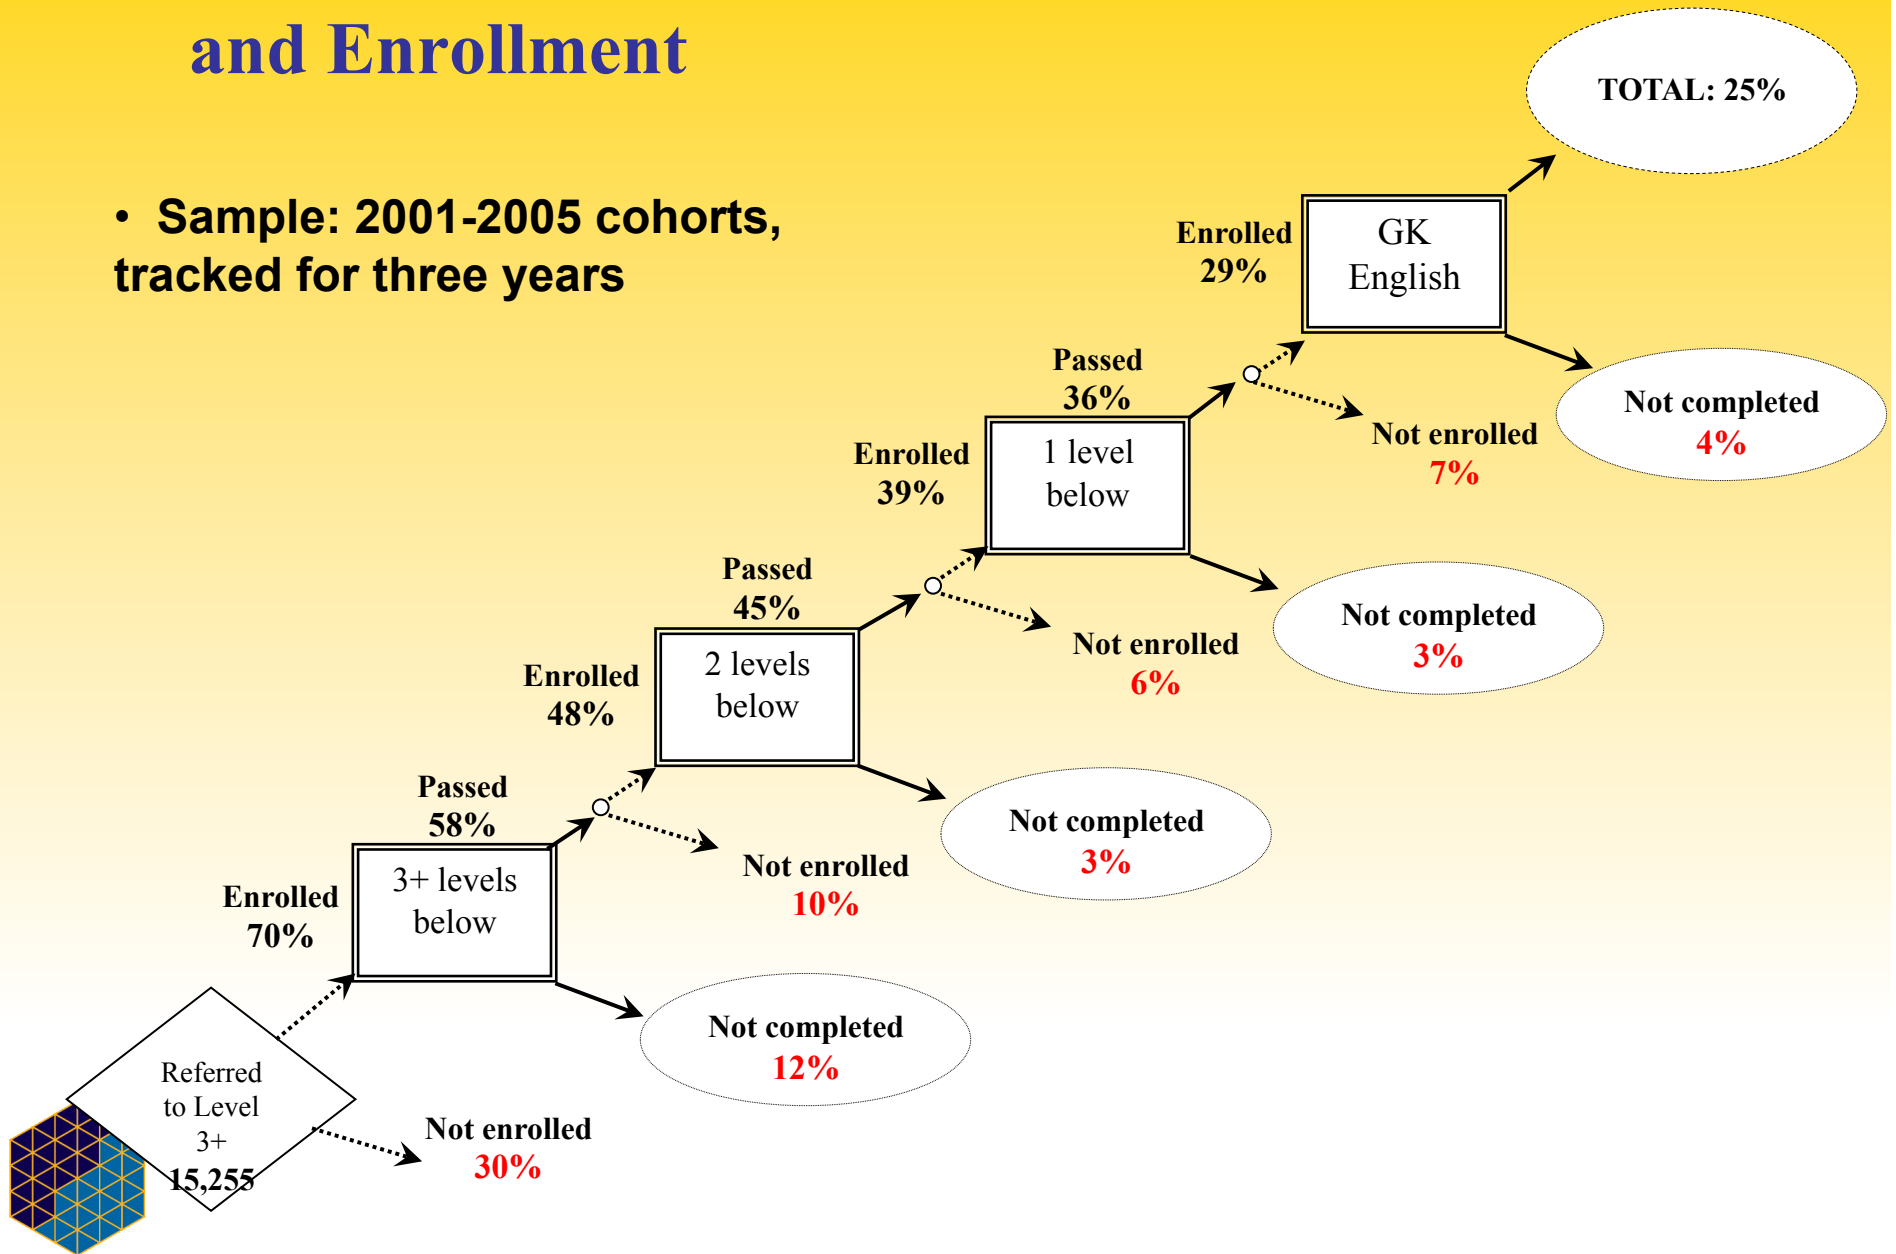 and Enrollment
• Sample: 2001-2005 cohorts,
tracked for three years
TOTAL: 25%
GK
English
Enrolled
29%
Not completed
4%
Not enrolled
7%
Passed
36%
1 level
below
Enrolled
39%
Not completed
3%
Not enrolled
6%
Passed
45%
2 levels
below
Enrolled
48%
Not completed
3%
Not enrolled
10%
Passed
58%
3+ levels
below
Enrolled
70%
Not completed
12%
Referred
to Level
3+
15,255
Not enrolled
30%